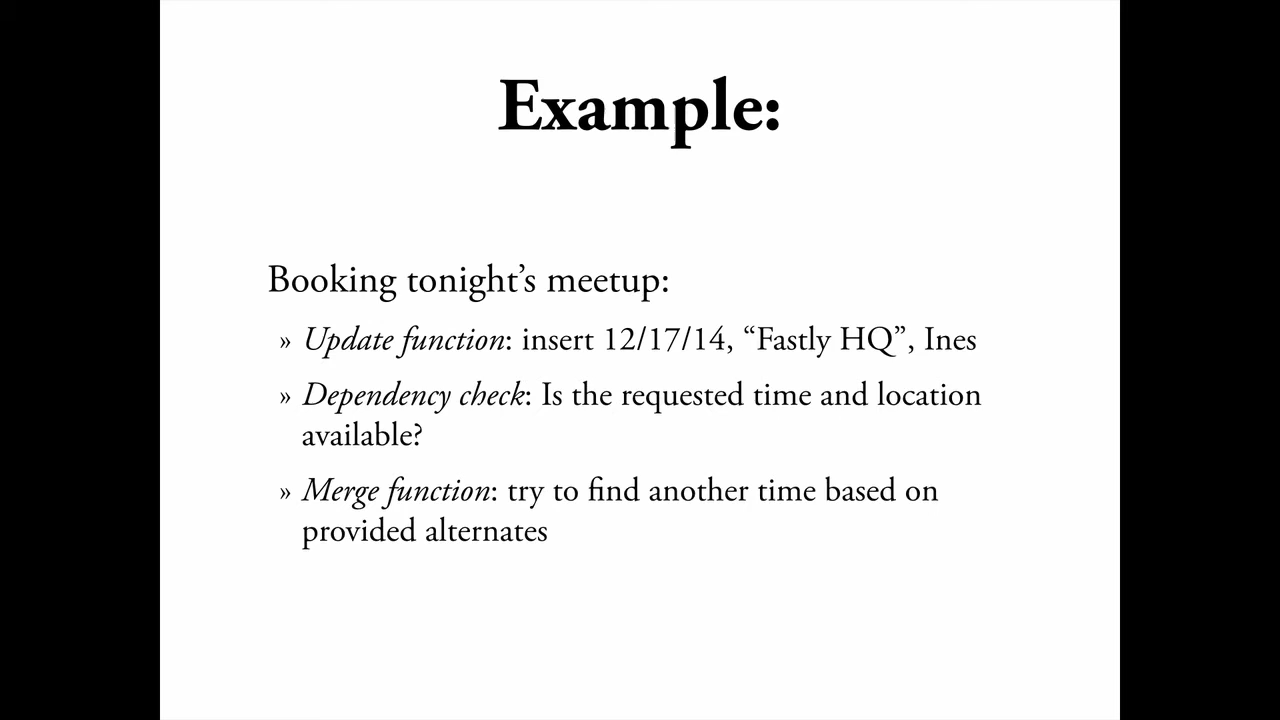 Example:
Booking tonight’s meetup:
» Update function: insert 12/17/14, “Fastly HQ”, Ines
» Dependency check: Is the requested time and location
available?
» Merge function: try to find another time based on
provided alternates